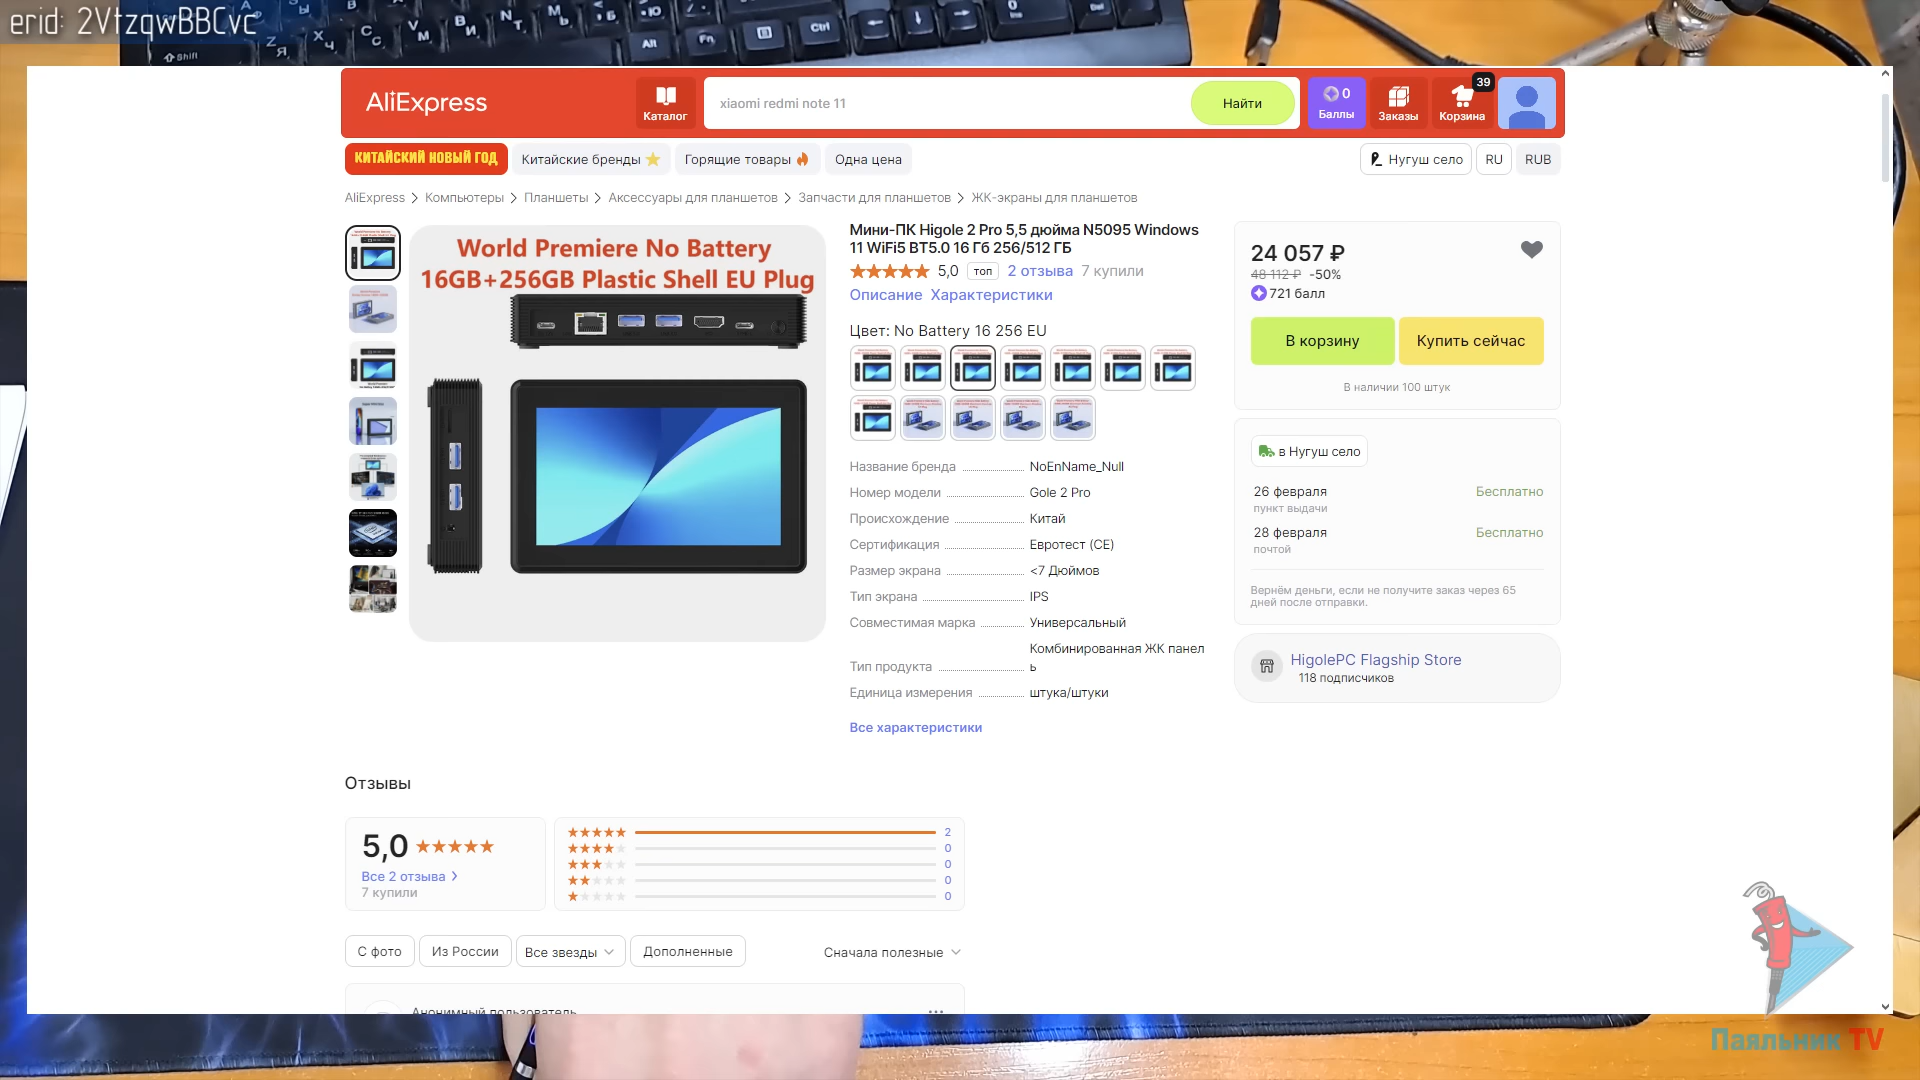 erid: 2VtzqwBBCvc
AliExpress
Каталог
xiaomi redmi note 11
Найти
0
Баллы
Заказы
39
Корзина
КИТАЙСКИЙ НОВЫЙ ГОД
Китайские бренды
Горящие товары
Одна цена
Нугуш село
RU
RUB
AliExpress > Компьютеры > Планшеты > Аксессуары для планшетов > Запчасти для планшетов > ЖК-экраны для планшетов
World Premiere No Battery
16GB+256GB Plastic Shell EU Plug
Мини-ПК Higole 2 Pro 5,5 дюйма N5095 Windows
11 WiFi5 BT5.0 16 Гб 256/512 ГБ
5,0 топ 2 отзыва 7 купили
Описание Характеристики
Цвет: No Battery 16 256 EU
Название бренда NoEnName_Null
Номер модели Gole 2 Pro
Происхождение Китай
Сертификация Евротест (CE)
Размер экрана <7 Дюймов
Тип экрана IPS
Совместимая марка Универсальный
Тип продукта Комбинированная ЖК панел
ь
Единица измерения штука/штуки
Все характеристики
24 057 ₽
48 112 ₽ -50%
721 балл
В корзину
Купить сейчас
В наличии 100 штук
в Нугуш село
26 февраля Бесплатно
пункт выдачи
28 февраля Бесплатно
почтой
Вернём деньги, если не получите заказ через 65
дней после отправки.
HigolePC Flagship Store
118 подписчиков
Отзывы
5,0
Все 2 отзыва >
7 купили
2
0
0
0
0
С фото
Из России
Все звезды
Дополненные
Сначала полезные
Анонимный пользователь
Паяльник TV
Shift
Alt
Fn
Ctrl